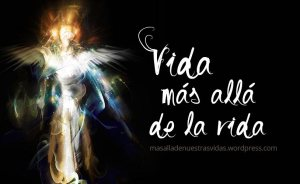 Vida
más allá
de la vida
masalladenuestrasvidas.wordpress.com